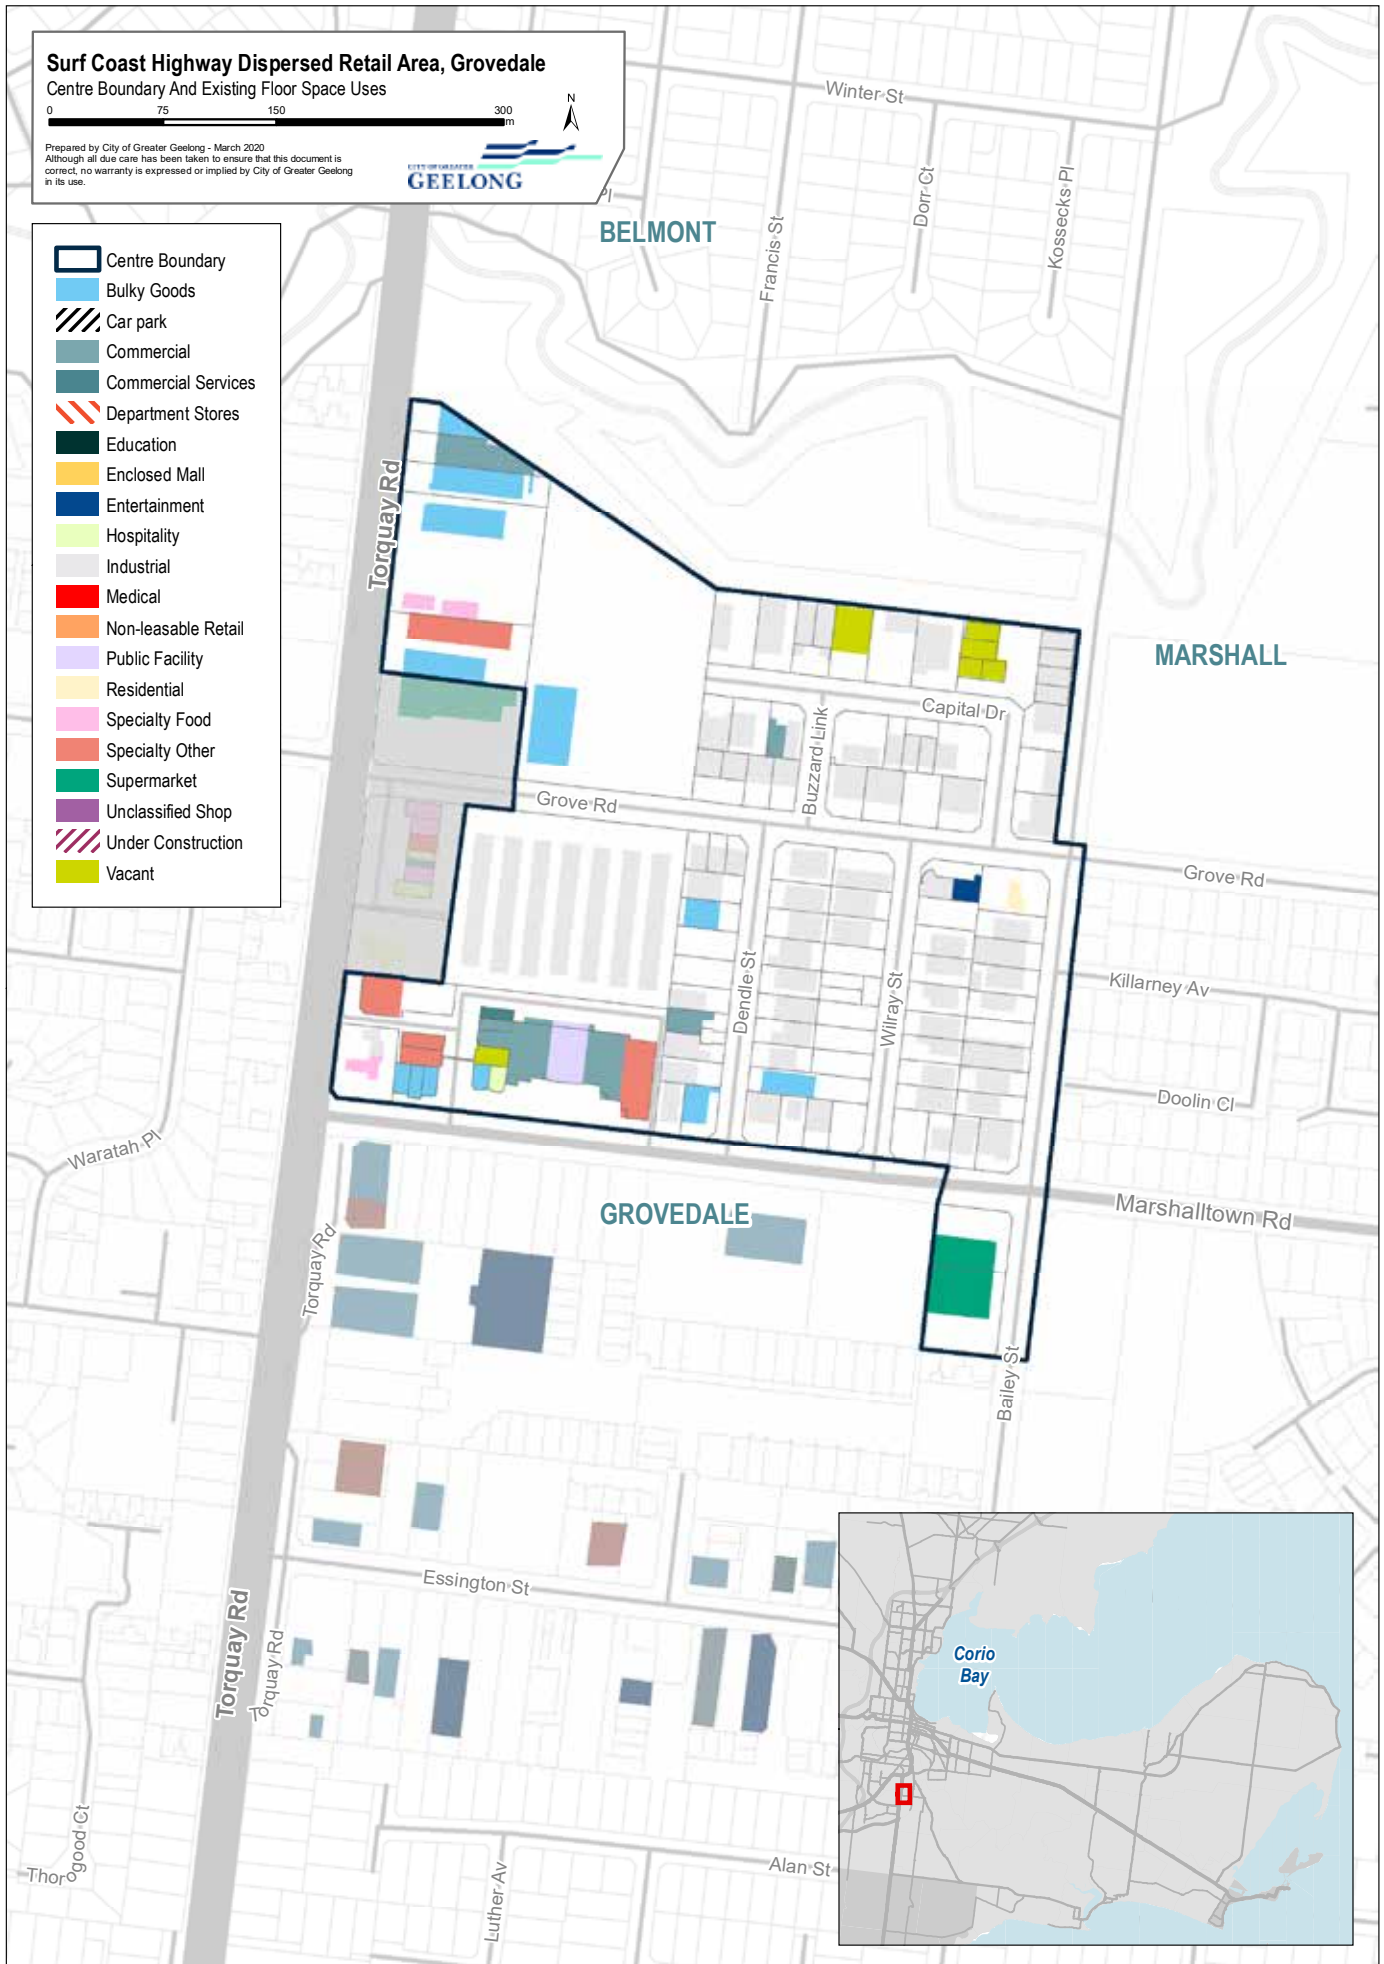 Surf Coast Highway Dispersed Retail Area, Grovedale
Centre Boundary And Existing Floor Space Uses
0 75 150 300
m
N
Prepared by City of Greater Geelong - March 2020
Although all due care has been taken to ensure that this document is
correct, no warranty is expressed or implied by City of Greater Geelong
in its use.
CITY OF GREATER
GEELONG
Centre Boundary
Bulky Goods
Car park
Commercial
Commercial Services
Department Stores
Education
Enclosed Mall
Entertainment
Hospitality
Industrial
Medical
Non-leasable Retail
Public Facility
Residential
Specialty Food
Specialty Other
Supermarket
Unclassified Shop
Under Construction
Vacant
Winter St
Pl
Dorr Ct
Kossecks Pl
Francis St
BELMONT
Torquay Rd
MARSHALL
Capital Dr
Buzzard Link
Grove Rd
Grove Rd
Killarney Av
Dendle St
Wilray St
Doolin Cl
Waratah Pl
Marshalltown Rd
GROVEDALE
Torquay Rd
Bailey St
Essington St
Torquay Rd
Torquay Rd
Corio
Bay
Thorogood Ct
Luther Av
Alan St